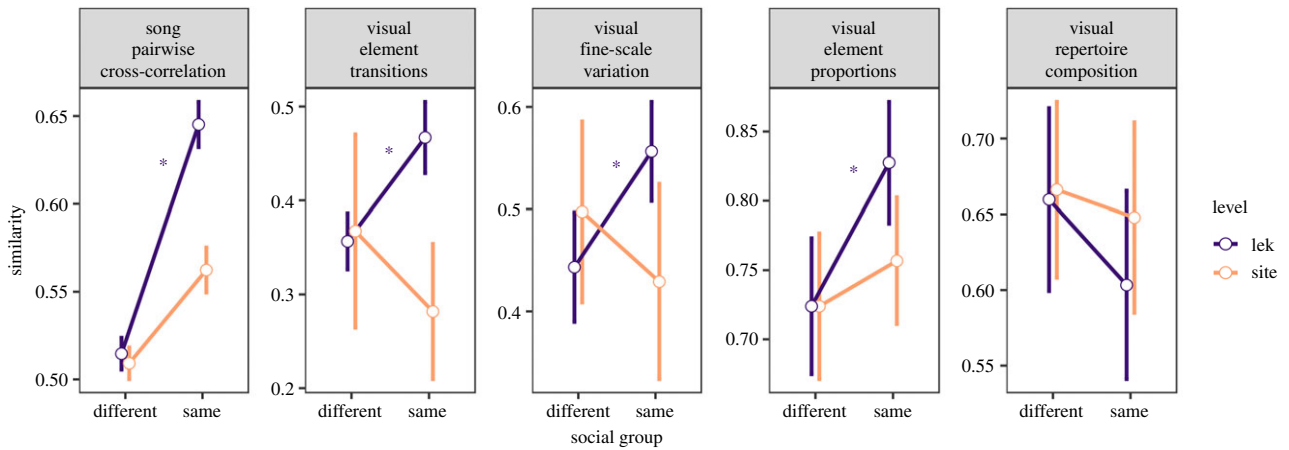 song
pairwise
cross-correlation
visual
element
transitions
visual
fine-scale
variation
visual
element
proportions
visual
repertoire
composition
similarity
0.65
0.60
0.55
0.50
*
different same
0.5
0.4
0.3
0.2
*
different same
0.6
0.5
0.4
*
different same
0.85
0.80
0.75
0.70
*
different same
0.70
0.65
0.60
0.55
different same
social group
level
lek
site